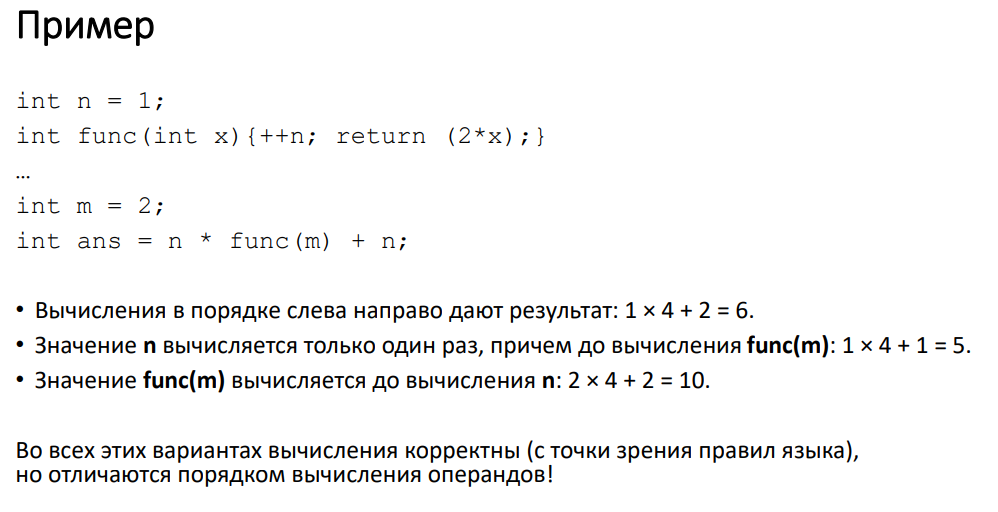 Пример
int n = 1;
int func(int x){++n; return (2*x);}
…
int m = 2;
int ans = n * func(m) + n;
• Вычисления в порядке слева направо дают результат: 1 × 4 + 2 = 6.
• Значение n вычисляется только один раз, причем до вычисления func(m): 1 × 4 + 1 = 5.
• Значение func(m) вычисляется до вычисления n: 2 × 4 + 2 = 10.
Во всех этих вариантах вычисления корректны (с точки зрения правил языка),
но отличаются порядком вычисления операндов!